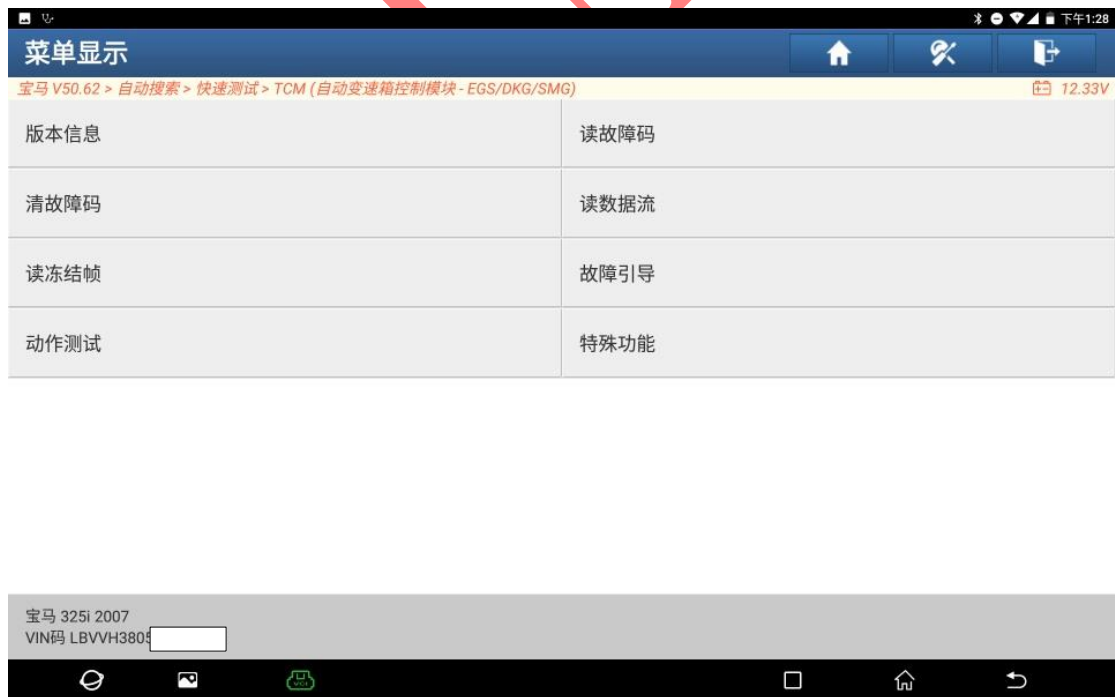 下午1:28
菜单显示
宝马 V50.62 > 自动搜索 > 快速测试 > TCM (自动变速箱控制模块 - EGS/DKG/SMG)
12.33V
版本信息
读故障码
清故障码
读数据流
读冻结帧
故障引导
动作测试
特殊功能
宝马 325i 2007
VIN码 LBVVH3805
VCI